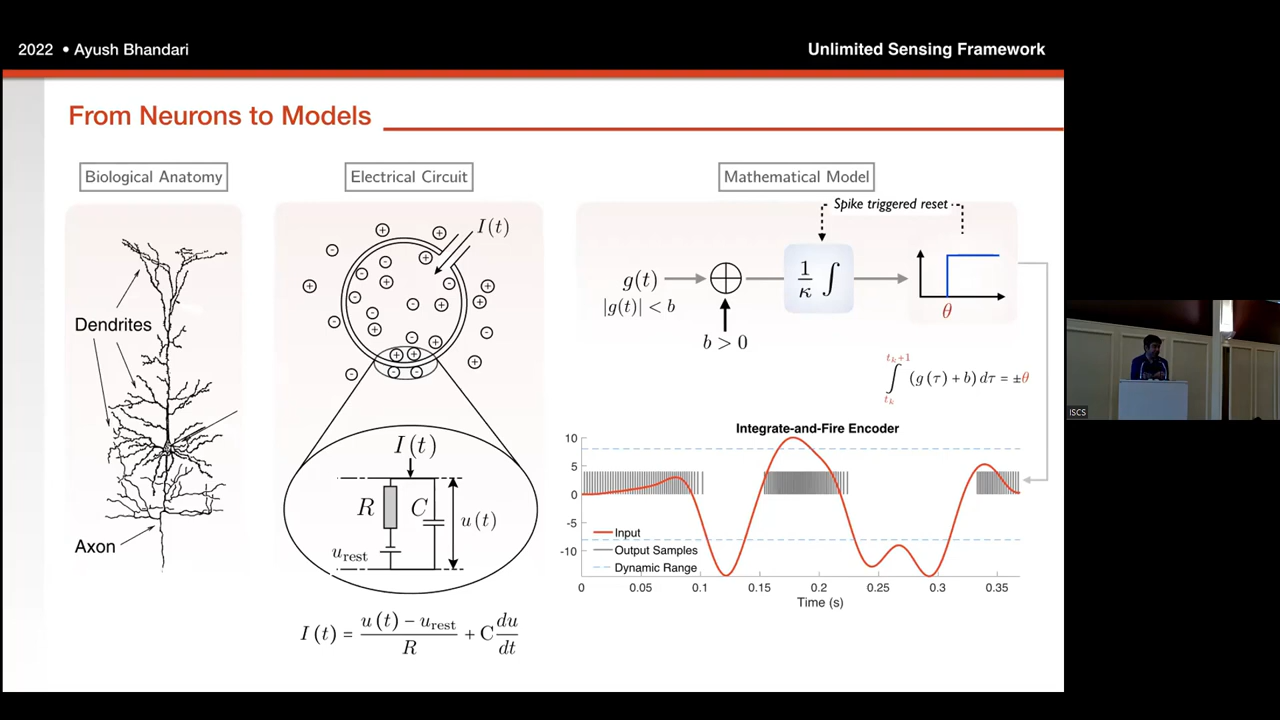 2022 • Ayush Bhandari
Unlimited Sensing Framework
From Neurons to Models
Biological Anatomy
Dendrites
Axon
Electrical Circuit
I(t)
I(t)
R
C
u(t)
u_rest
I(t) = \frac{u(t) − u_rest}{R} + C\frac{du}{dt}
Mathematical Model
Spike triggered reset
g(t)
|g(t)| < b
b > 0
\frac{1}{κ} ∫
θ
∫_{t_k}^{t_{k+1}} (g(τ) + b) dτ = ±θ
Integrate-and-Fire Encoder
10
5
0
-5
-10
Input
Output Samples
Dynamic Range
0 0.05 0.1 0.15 0.2 0.25 0.3 0.35
Time (s)
ISCS